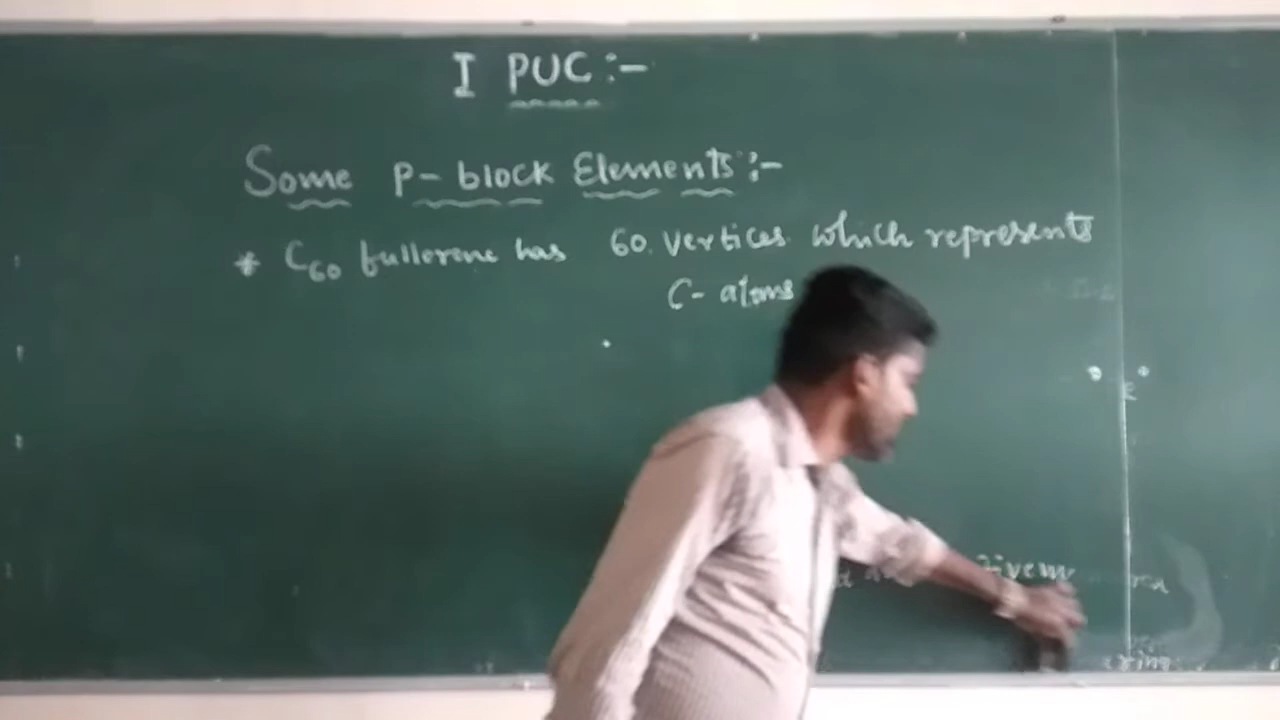 I PUC:-
Some P-block Elements:-
* C60 fullerene has 60 vertices which represents
C-atoms